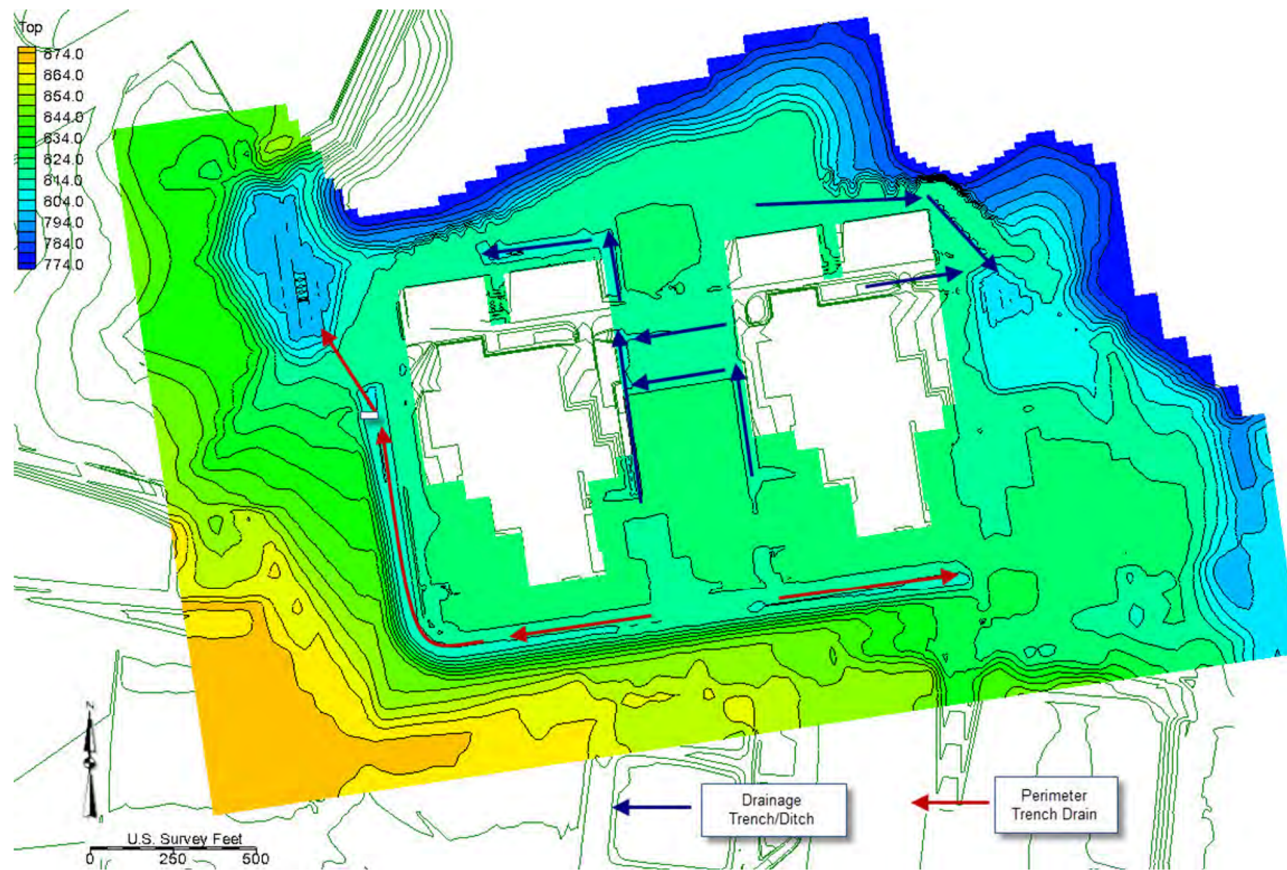 Top
874.0
864.0
854.0
844.0
834.0
824.0
814.0
804.0
794.0
784.0
774.0
N
U.S. Survey Feet
0 250 500
Drainage
Trench/Ditch
Perimeter
Trench Drain